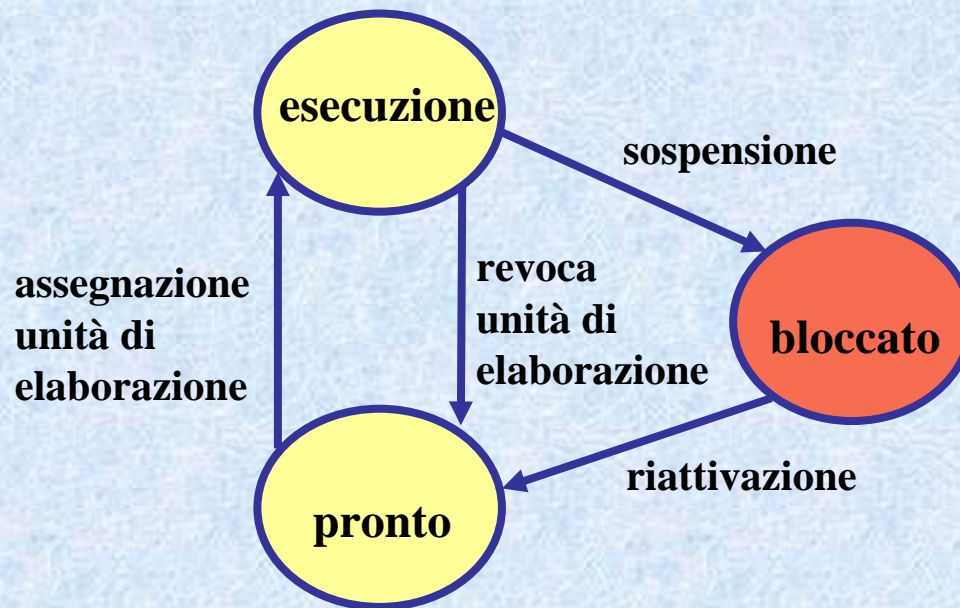 esecuzione
sospensione
assegnazione
unità di
elaborazione
revoca
unità di
elaborazione
bloccato
riattivazione
pronto